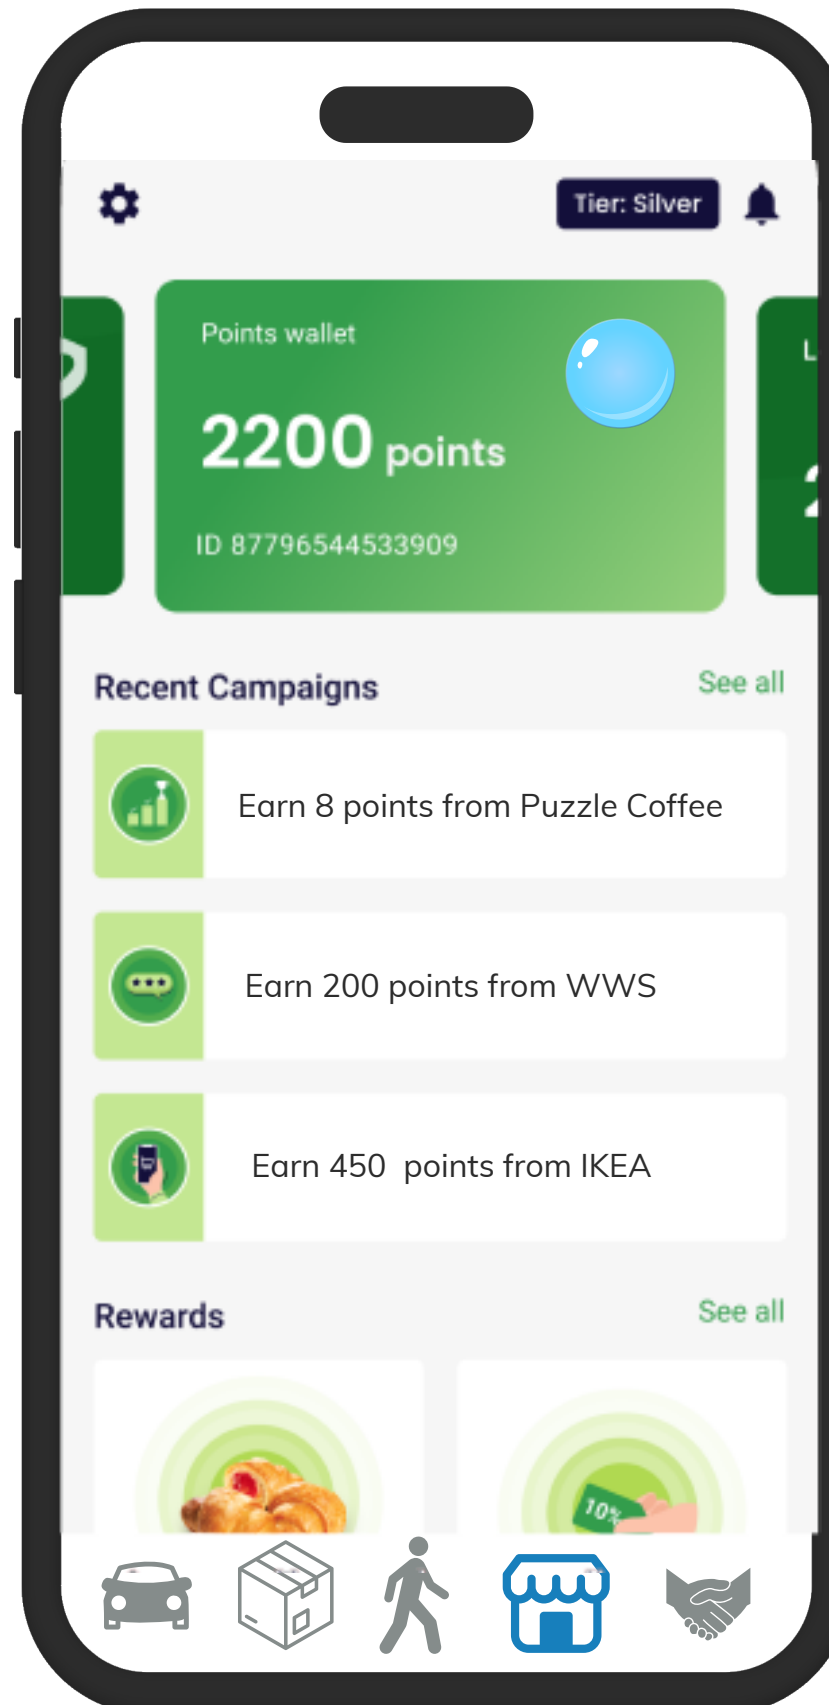 Tier: Silver
Points wallet
2200 points
ID 87796544533909
Recent Campaigns
See all
Earn 8 points from Puzzle Coffee
Earn 200 points from WWS
Earn 450  points from IKEA
Rewards
See all
10%